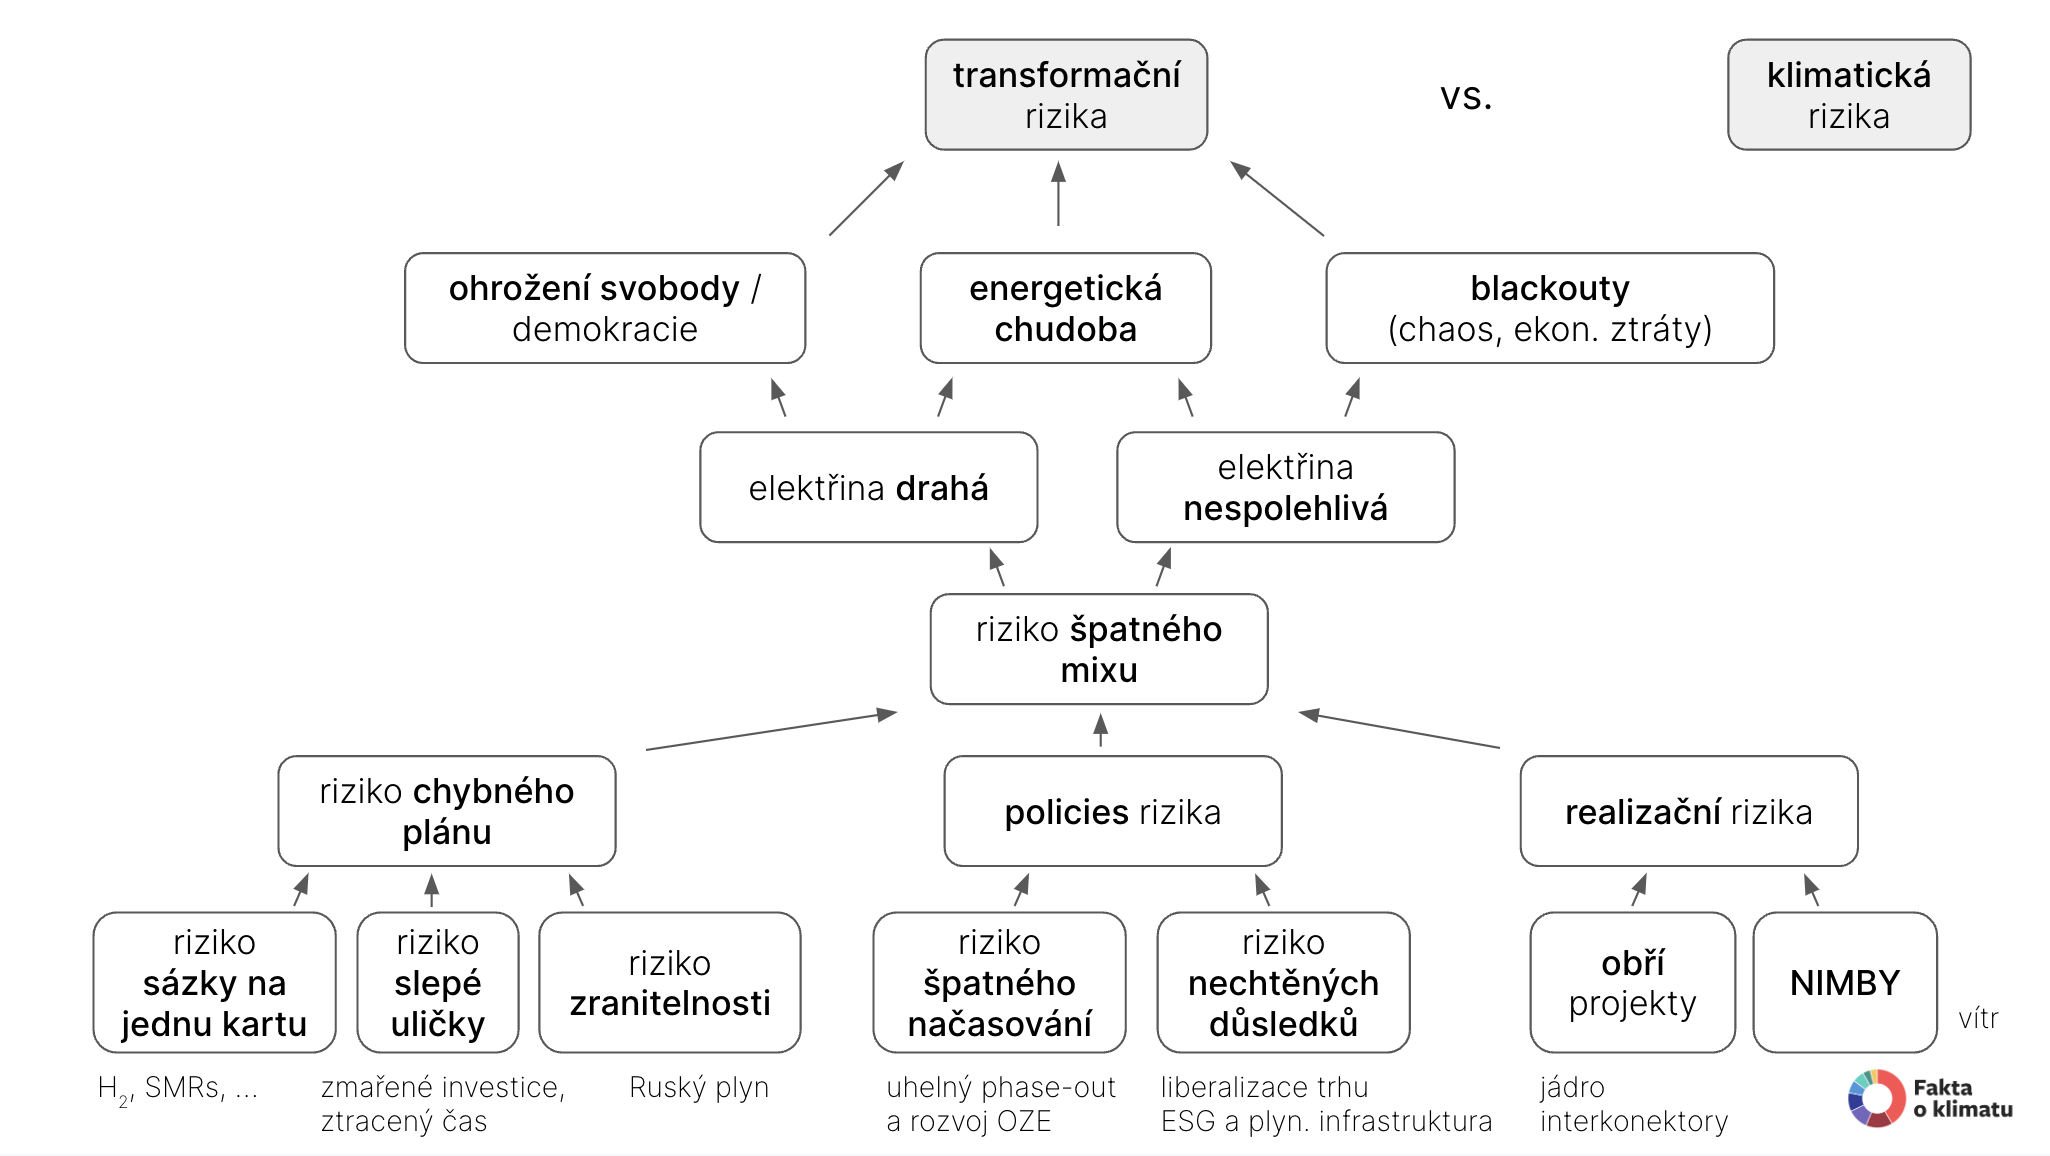 transformační
rizika
vs.
klimatická
rizika
ohrožení svobody /
demokracie
energetická
chudoba
blackouty
(chaos, ekon. ztráty)
elektřina drahá
elektřina
nespolehlivá
riziko špatného
mixu
riziko chybného
plánu
policies rizika
realizační rizika
riziko
sázky na
jednu kartu
riziko
slepé
uličky
riziko
zranitelnosti
riziko
špatného
načasování
riziko
nechtěných
důsledků
obří
projekty
NIMBY
vítr
H₂, SMRs, ...
zmařené investice,
ztracený čas
Ruský plyn
uhelný phase-out
a rozvoj OZE
liberalizace trhu
ESG a plyn. infrastruktura
jádro
interkonektory
Fakta
o klimatu